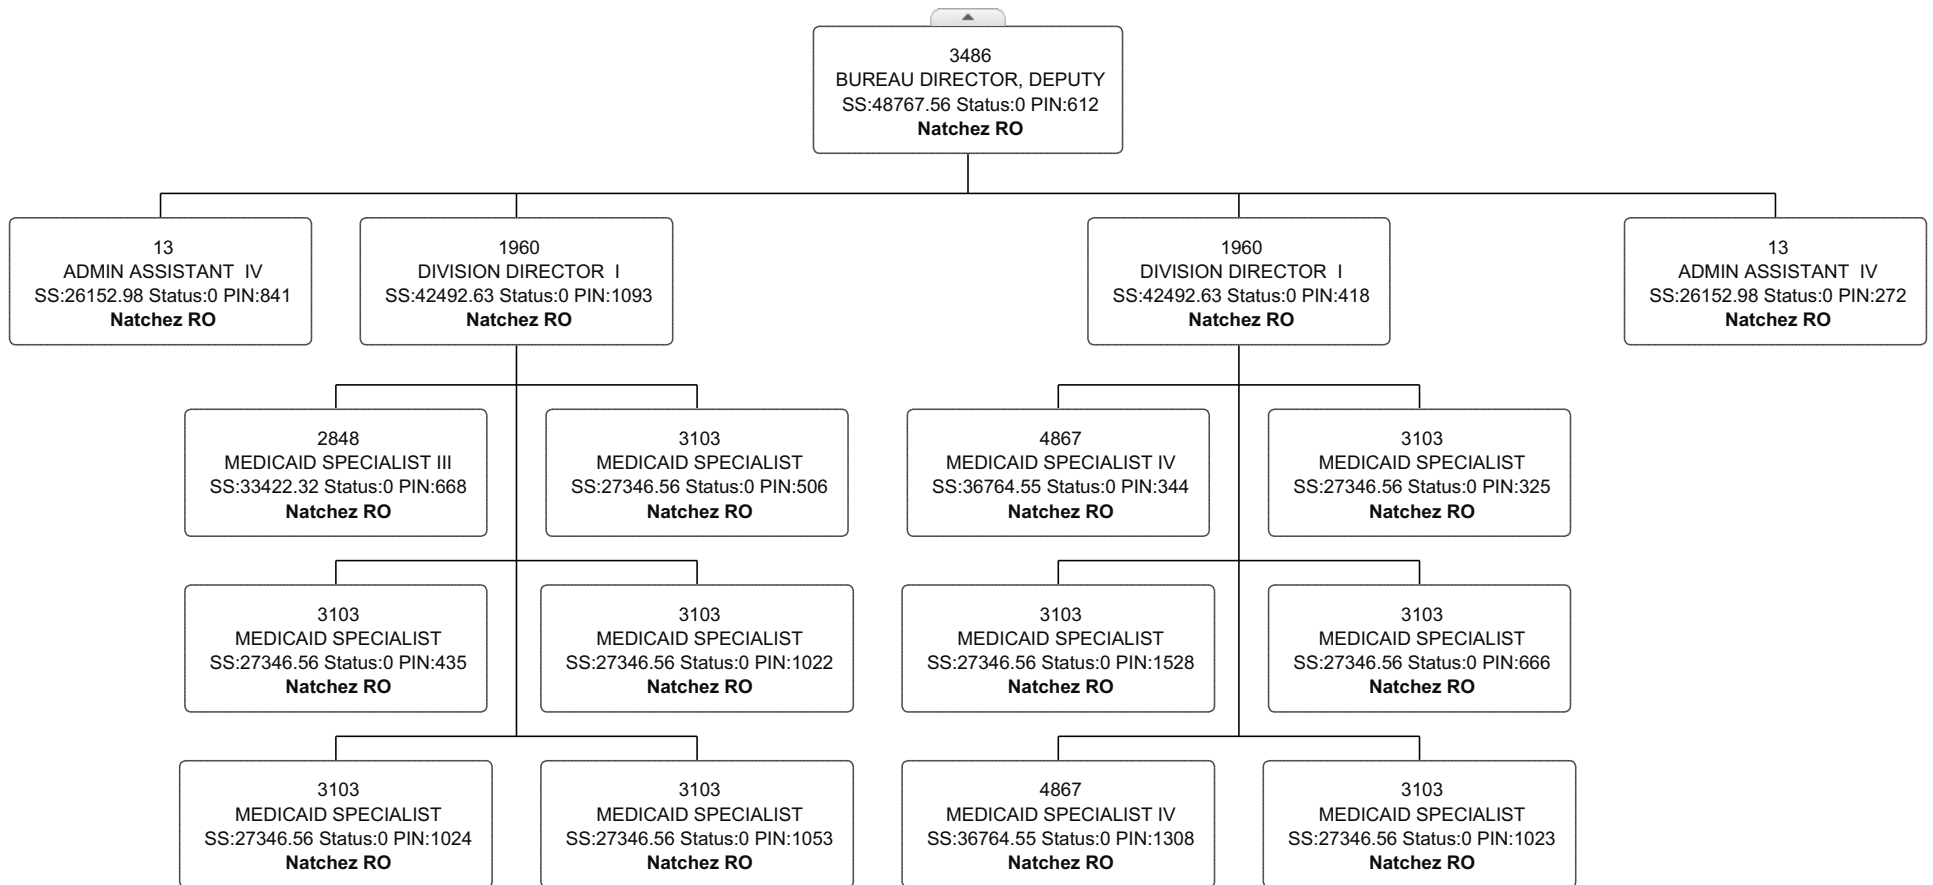 3486
BUREAU DIRECTOR, DEPUTY
SS:48767.56 Status:0 PIN:612
Natchez RO
13
ADMIN ASSISTANT  IV
SS:26152.98 Status:0 PIN:841
Natchez RO
1960
DIVISION DIRECTOR  I
SS:42492.63 Status:0 PIN:1093
Natchez RO
1960
DIVISION DIRECTOR  I
SS:42492.63 Status:0 PIN:418
Natchez RO
13
ADMIN ASSISTANT  IV
SS:26152.98 Status:0 PIN:272
Natchez RO
2848
MEDICAID SPECIALIST III
SS:33422.32 Status:0 PIN:668
Natchez RO
3103
MEDICAID SPECIALIST
SS:27346.56 Status:0 PIN:506
Natchez RO
4867
MEDICAID SPECIALIST IV
SS:36764.55 Status:0 PIN:344
Natchez RO
3103
MEDICAID SPECIALIST
SS:27346.56 Status:0 PIN:325
Natchez RO
3103
MEDICAID SPECIALIST
SS:27346.56 Status:0 PIN:435
Natchez RO
3103
MEDICAID SPECIALIST
SS:27346.56 Status:0 PIN:1022
Natchez RO
3103
MEDICAID SPECIALIST
SS:27346.56 Status:0 PIN:1528
Natchez RO
3103
MEDICAID SPECIALIST
SS:27346.56 Status:0 PIN:666
Natchez RO
3103
MEDICAID SPECIALIST
SS:27346.56 Status:0 PIN:1024
Natchez RO
3103
MEDICAID SPECIALIST
SS:27346.56 Status:0 PIN:1053
Natchez RO
4867
MEDICAID SPECIALIST IV
SS:36764.55 Status:0 PIN:1308
Natchez RO
3103
MEDICAID SPECIALIST
SS:27346.56 Status:0 PIN:1023
Natchez RO